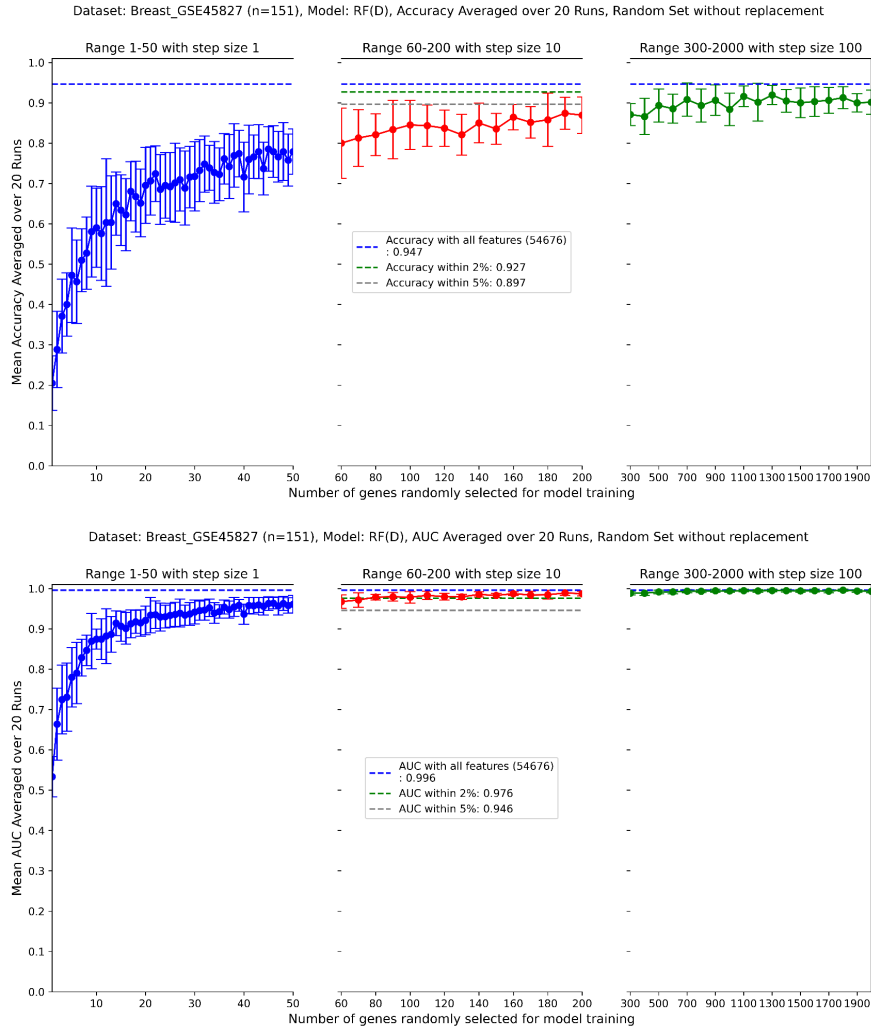 Dataset: Breast_GSE45827 (n=151), Model: RF(D), Accuracy Averaged over 20 Runs, Random Set without replacement
Range 1-50 with step size 1
Range 60-200 with step size 10
Range 300-2000 with step size 100
Mean Accuracy Averaged over 20 Runs
1.0
0.9
0.8
0.7
0.6
0.5
0.4
0.3
0.2
0.1
0.0
Accuracy with all features (54676)
: 0.947
Accuracy within 2%: 0.927
Accuracy within 5%: 0.897
10 20 30 40 50
60 80 100 120 140 160 180 200
300 500 700 900 1100 1300 1500 1700 1900
Number of genes randomly selected for model training
Dataset: Breast_GSE45827 (n=151), Model: RF(D), AUC Averaged over 20 Runs, Random Set without replacement
Range 1-50 with step size 1
Range 60-200 with step size 10
Range 300-2000 with step size 100
Mean AUC Averaged over 20 Runs
1.0
0.9
0.8
0.7
0.6
0.5
0.4
0.3
0.2
0.1
0.0
AUC with all features (54676)
: 0.996
AUC within 2%: 0.976
AUC within 5%: 0.946
10 20 30 40 50
60 80 100 120 140 160 180 200
300 500 700 900 1100 1300 1500 1700 1900
Number of genes randomly selected for model training